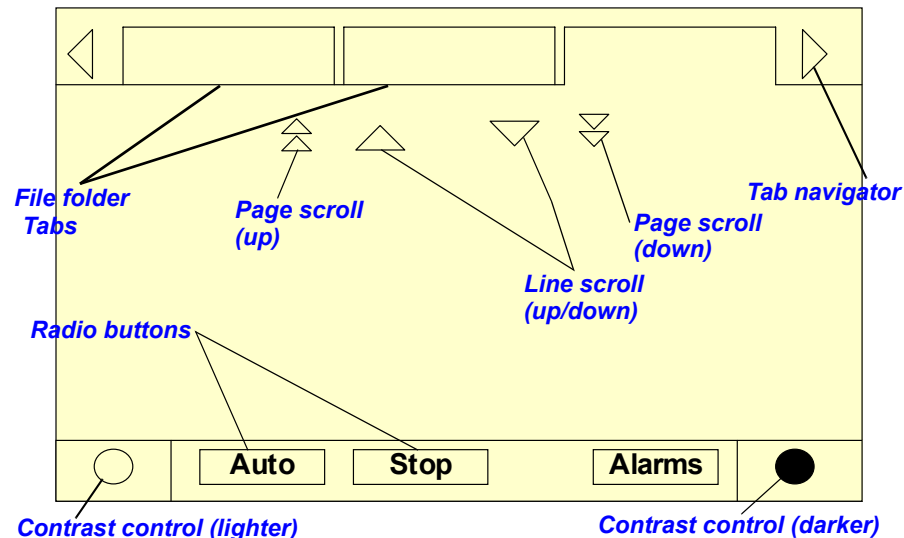 File folder
Tabs
Page scroll
(up)
Line scroll
(up/down)
Page scroll
(down)
Tab navigator
Radio buttons
Auto
Stop
Alarms
Contrast control (lighter)
Contrast control (darker)